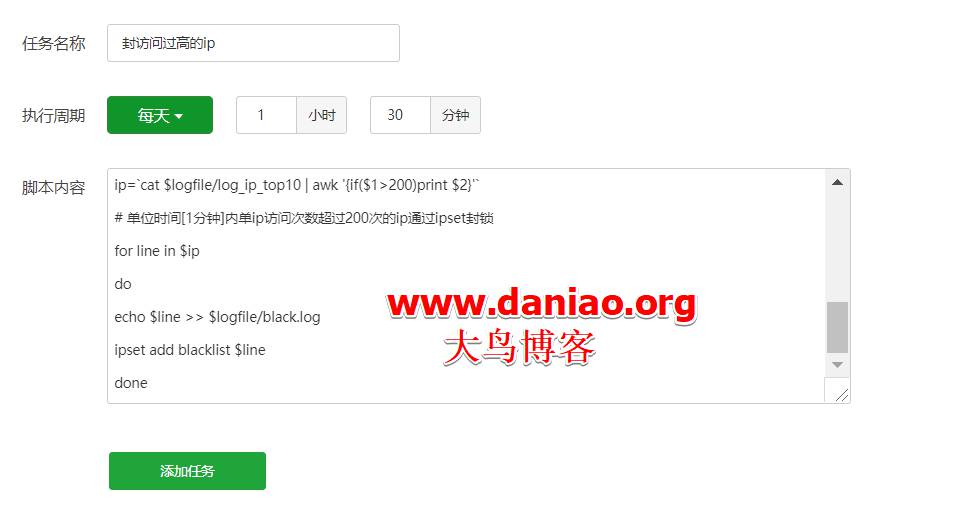 任务名称 封访问过高的ip
执行周期 每天 1 小时 30 分钟
脚本内容 ip=`cat $logfile/log_ip_top10 | awk '{if($1>200)print $2}'`
# 单位时间[1分钟]内单ip访问次数超过200次的ip通过ipset封锁
for line in $ip
do
echo $line >> $logfile/black.log
ipset add blacklist $line
done
www.daniao.org
大鸟博客
添加任务